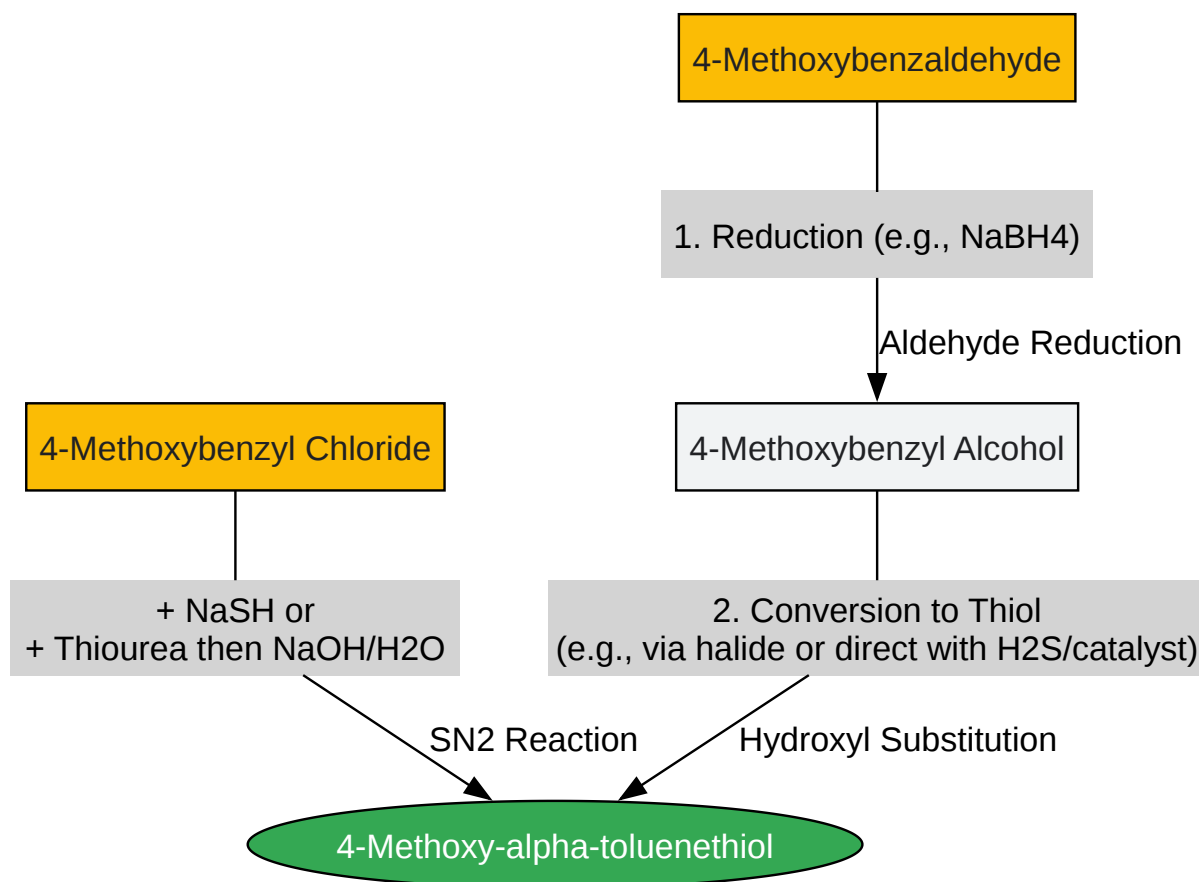 4-Methoxybenzaldehyde
1. Reduction (e.g., NaBH4)
Aldehyde Reduction
4-Methoxybenzyl Chloride
4-Methoxybenzyl Alcohol
+ NaSH or
+ Thiourea then NaOH/H2O
2. Conversion to Thiol
(e.g., via halide or direct with H2S/catalyst)
SN2 Reaction
Hydroxyl Substitution
4-Methoxy-alpha-toluenethiol